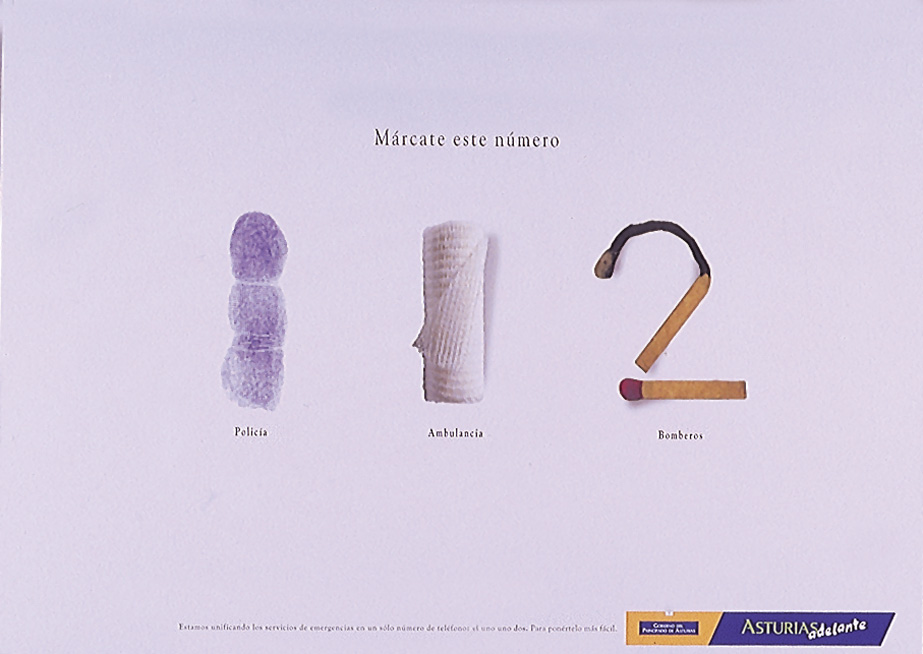 Márcate este número
Policía
Ambulancia
Bomberos
Estamos unificando los servicios de emergencias en un sólo número de teléfono: el uno uno dos. Para ponértelo más fácil.
GOBIERNO DEL
PRINCIPADO DE ASTURIAS
ASTURIAS
adelante